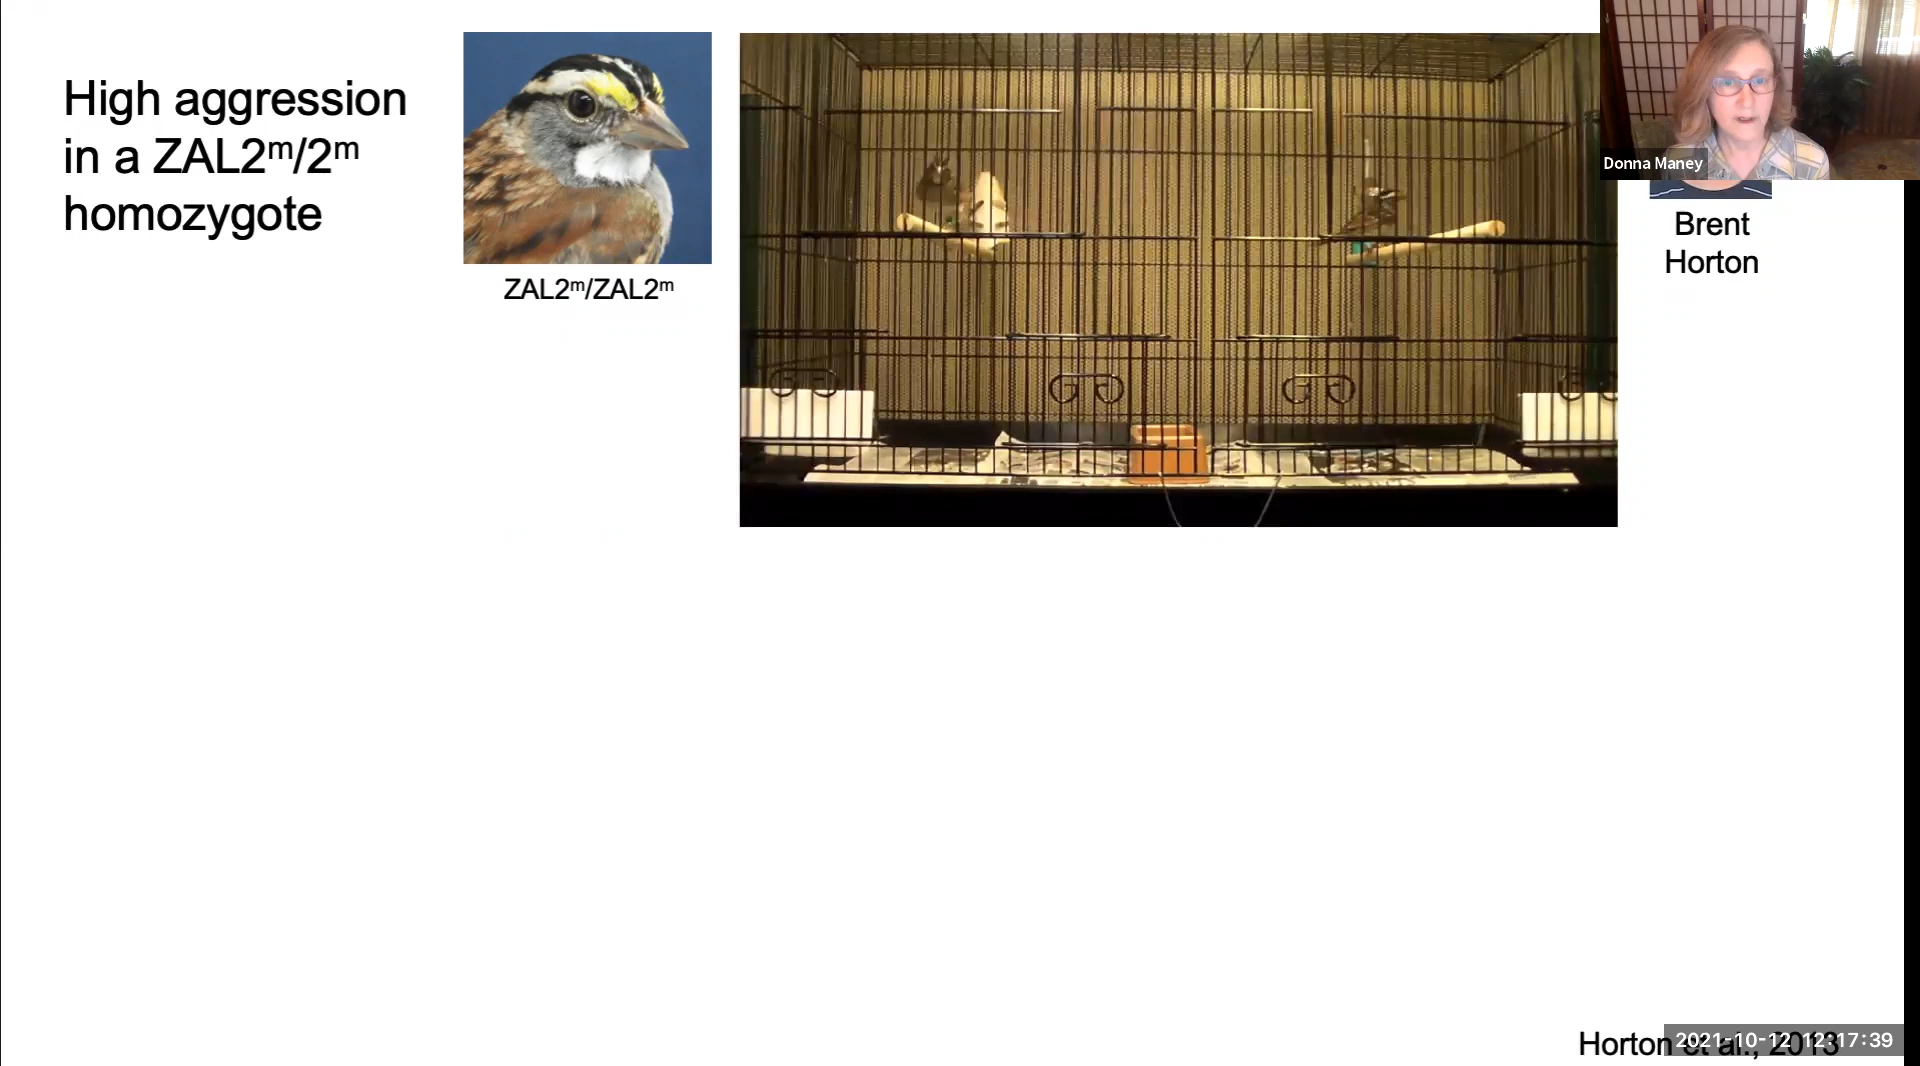 High aggression
in a ZAL2ᵐ/2ᵐ
homozygote
ZAL2ᵐ/ZAL2ᵐ
Donna Maney
Brent
Horton
Horton et al., 2013
2021-10-12 12:17:39